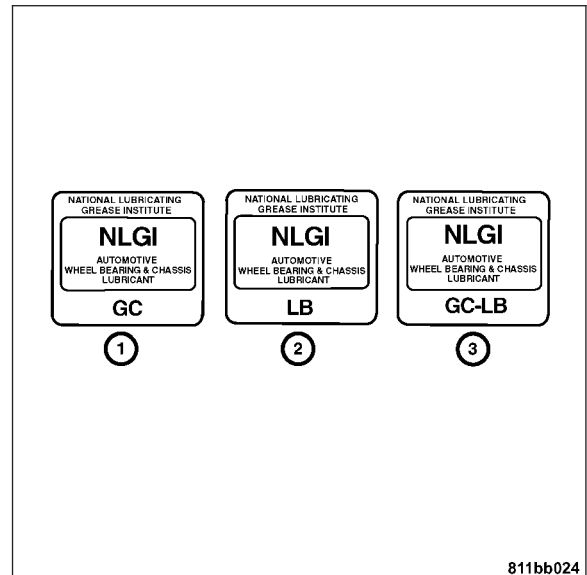 NATIONAL LUBRICATING
GREASE INSTITUTE
NLGI
AUTOMOTIVE
WHEEL BEARING & CHASSIS
LUBRICANT
GC
1
NATIONAL LUBRICATING
GREASE INSTITUTE
NLGI
AUTOMOTIVE
WHEEL BEARING & CHASSIS
LUBRICANT
LB
2
NATIONAL LUBRICATING
GREASE INSTITUTE
NLGI
AUTOMOTIVE
WHEEL BEARING & CHASSIS
LUBRICANT
GC-LB
3
811bb024